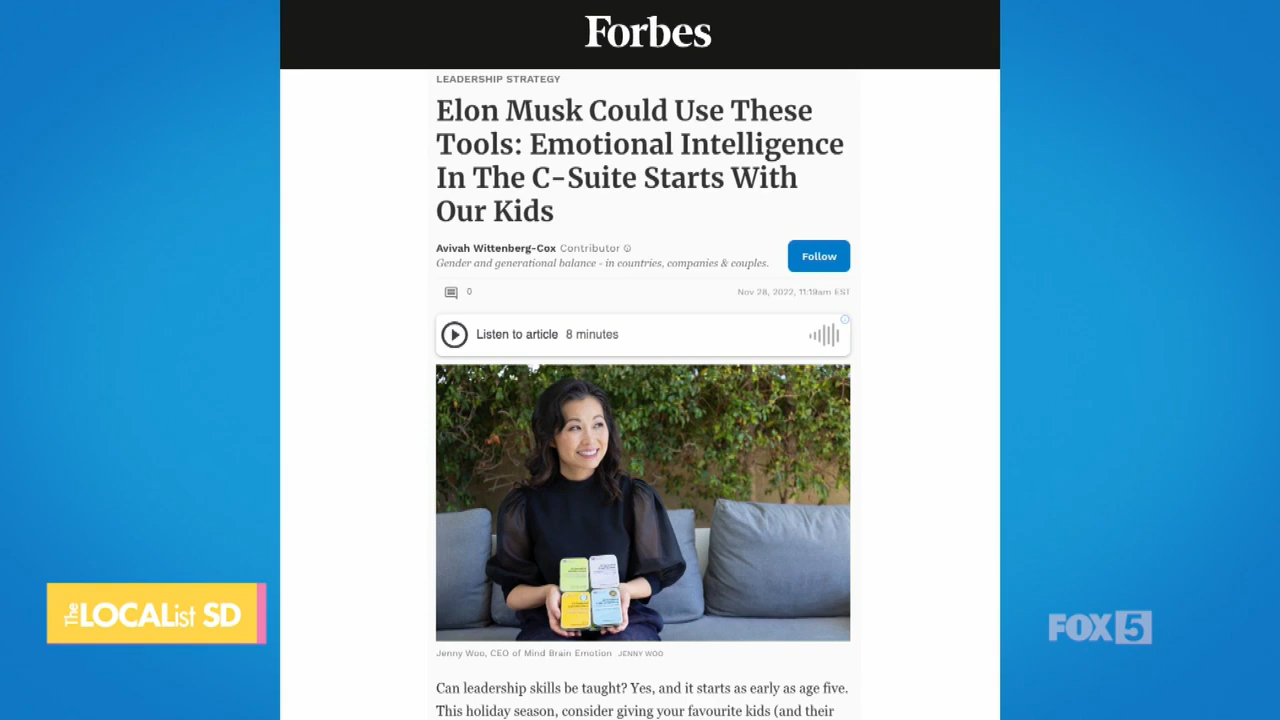 Forbes
LEADERSHIP STRATEGY
Elon Musk Could Use These
Tools: Emotional Intelligence
In The C-Suite Starts With
Our Kids
Avivah Wittenberg-Cox Contributor
Gender and generational balance - in countries, companies & couples.
Follow
0
Nov 28, 2022, 11:19am EST
Listen to article 8 minutes
Jenny Woo, CEO of Mind Brain Emotion JENNY WOO
Can leadership skills be taught? Yes, and it starts as early as age five.
This holiday season, consider giving your favourite kids (and their
The LOCAList SD
FOX 5